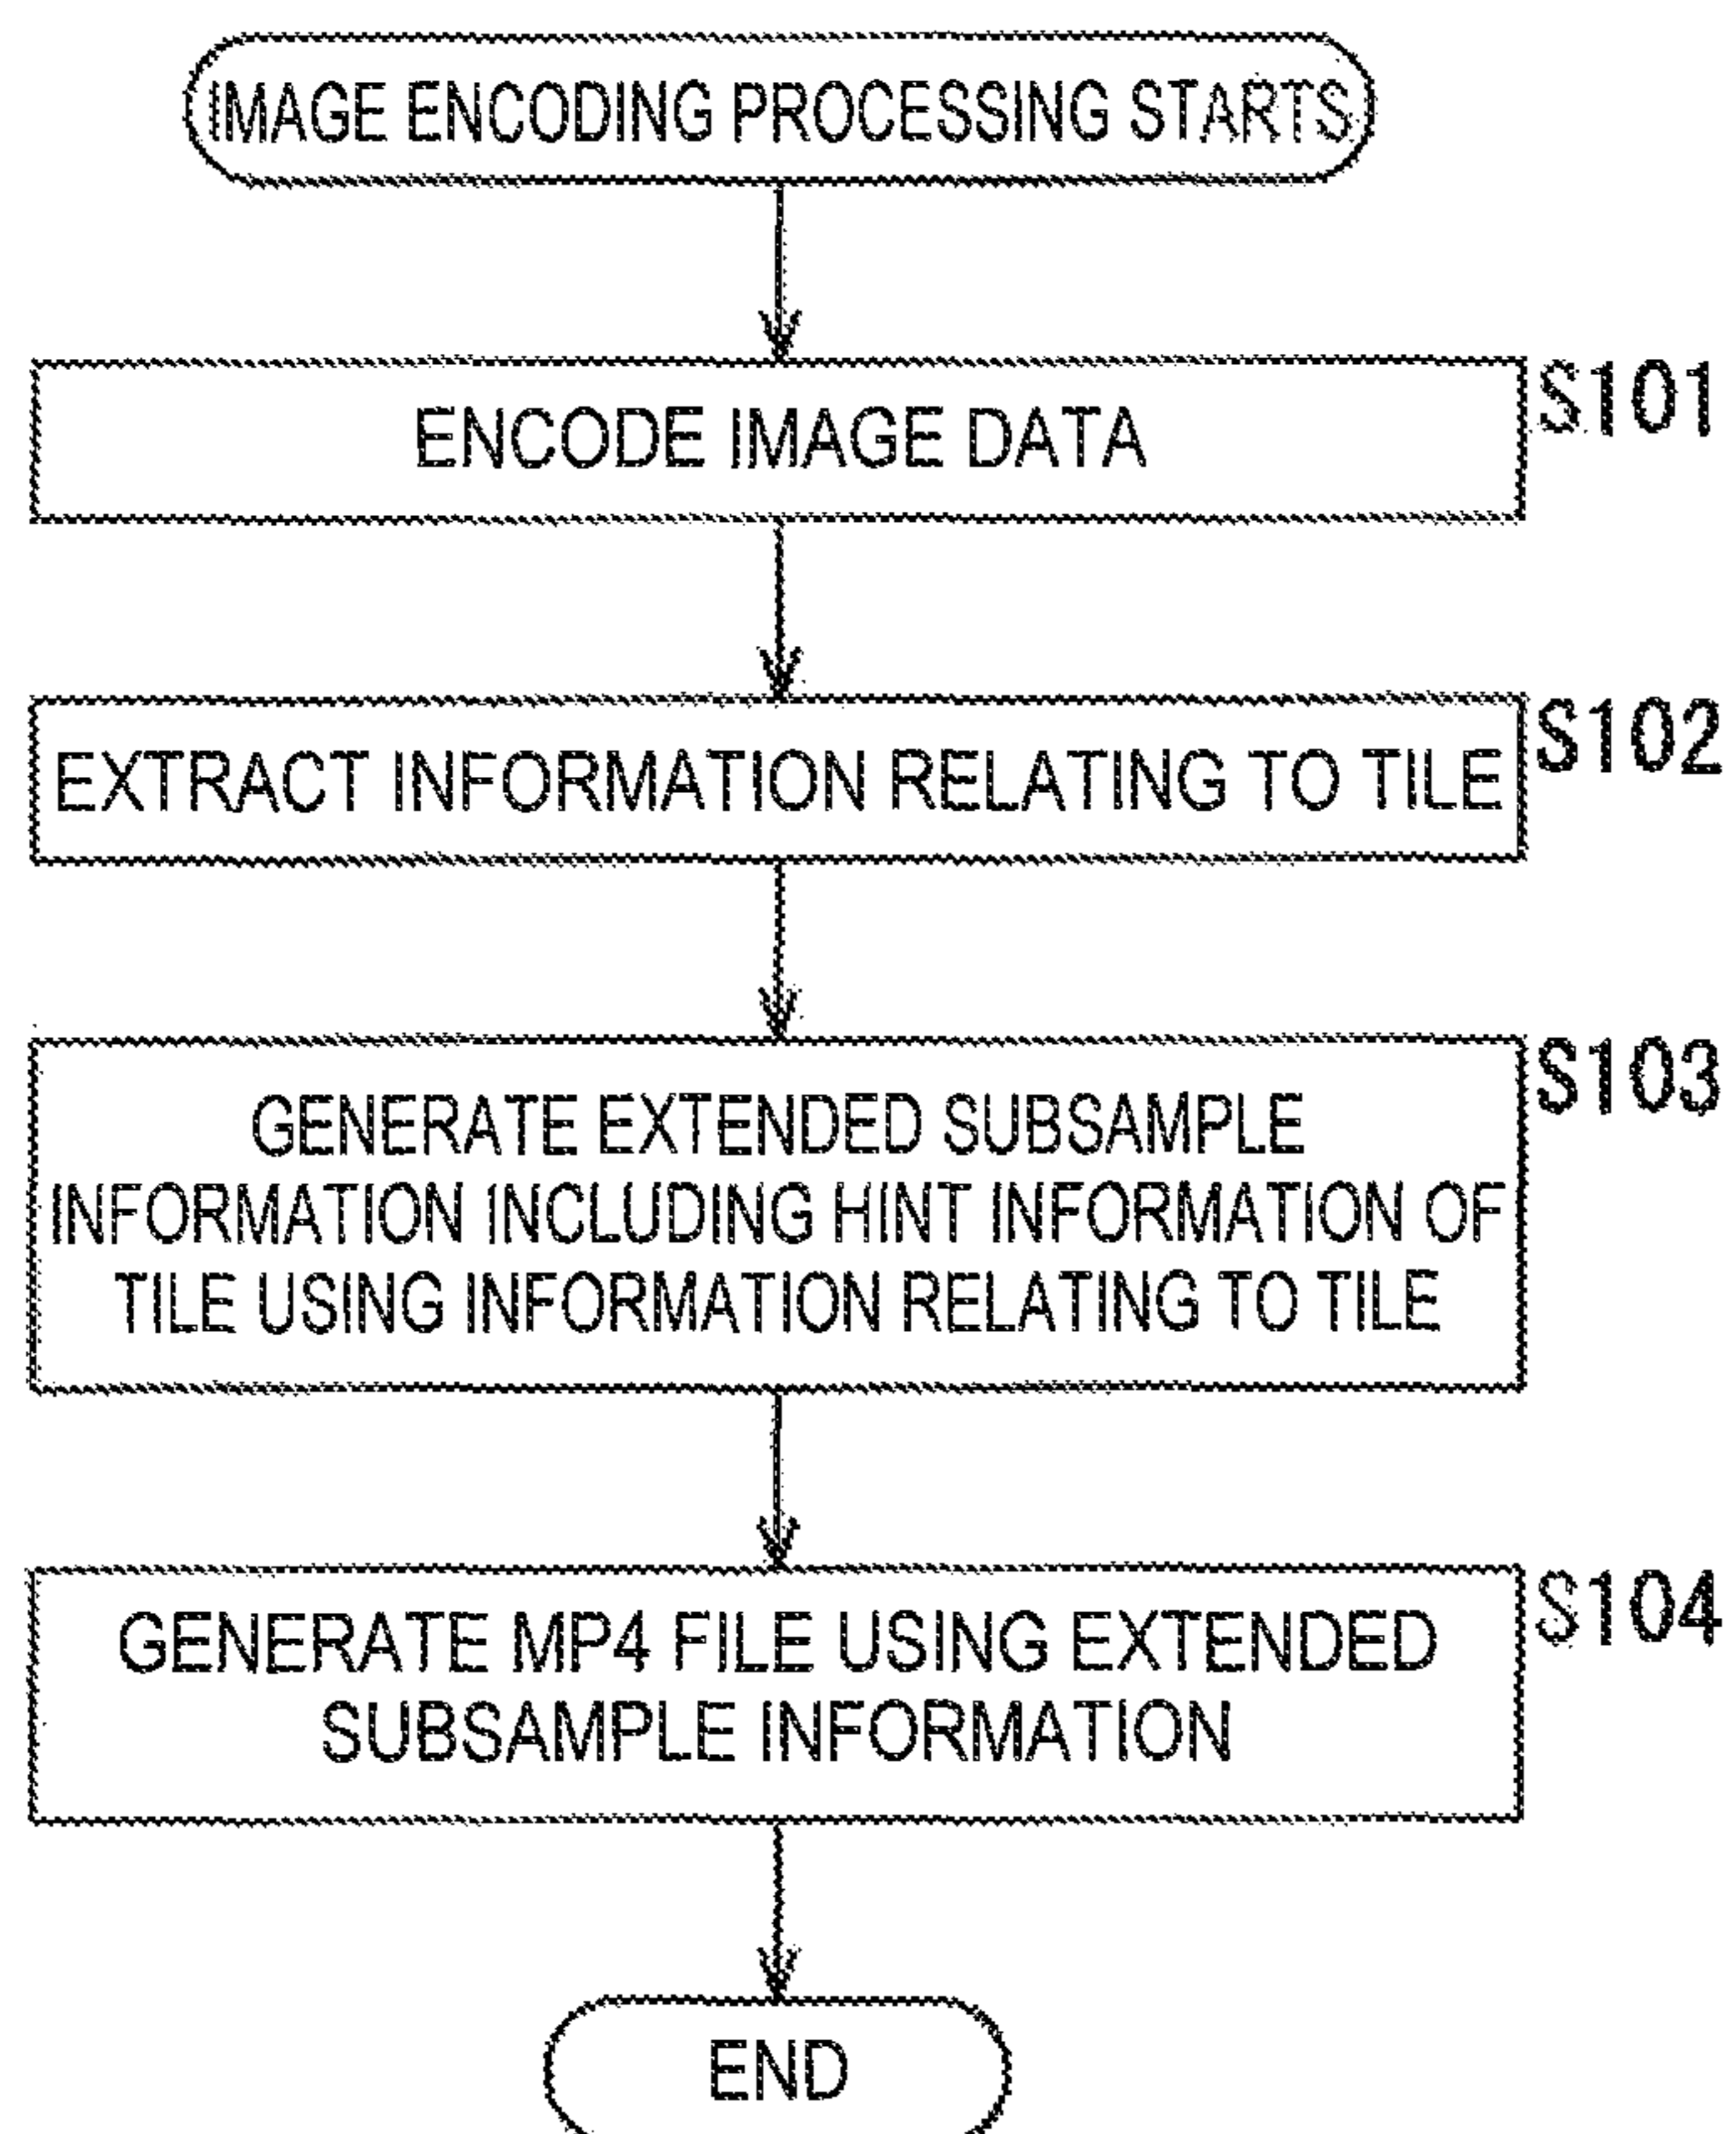 IMAGE ENCODING PROCESSING STARTS
ENCODE IMAGE DATA
S101
EXTRACT INFORMATION RELATING TO TILE
S102
GENERATE EXTENDED SUBSAMPLE
INFORMATION INCLUDING HINT INFORMATION OF
TILE USING INFORMATION RELATING TO TILE
S103
GENERATE MP4 FILE USING EXTENDED
SUBSAMPLE INFORMATION
S104
END